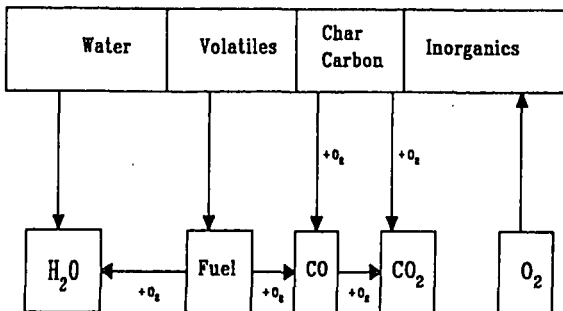 Water
Volatiles
Char
Carbon
Inorganics
+O₂
+O₂
H₂O
Fuel
CO
CO₂
O₂
+O₂
+O₂
+O₂